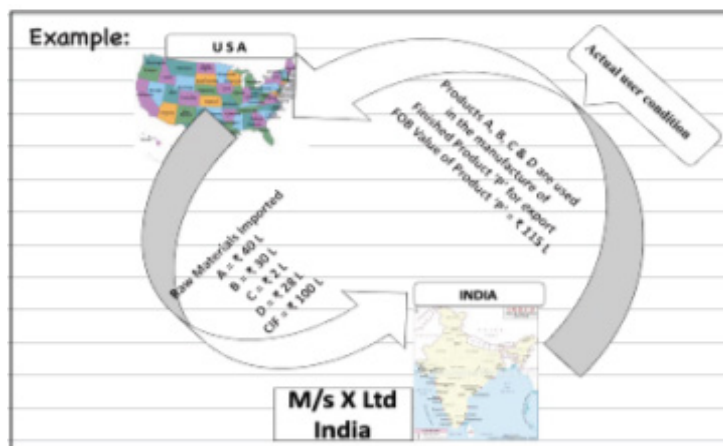 Example:
U S A
Actual user condition
Products A, B, C & D are used
in the manufacture of
Finished Product 'P' for export
FOB Value of Product 'P' = ₹ 115 L
Raw Materials imported
A = ₹ 40 L
B = ₹ 30 L
C = ₹ 2 L
D = ₹ 28 L
CIF = ₹ 100 L
INDIA
M/s X Ltd
India